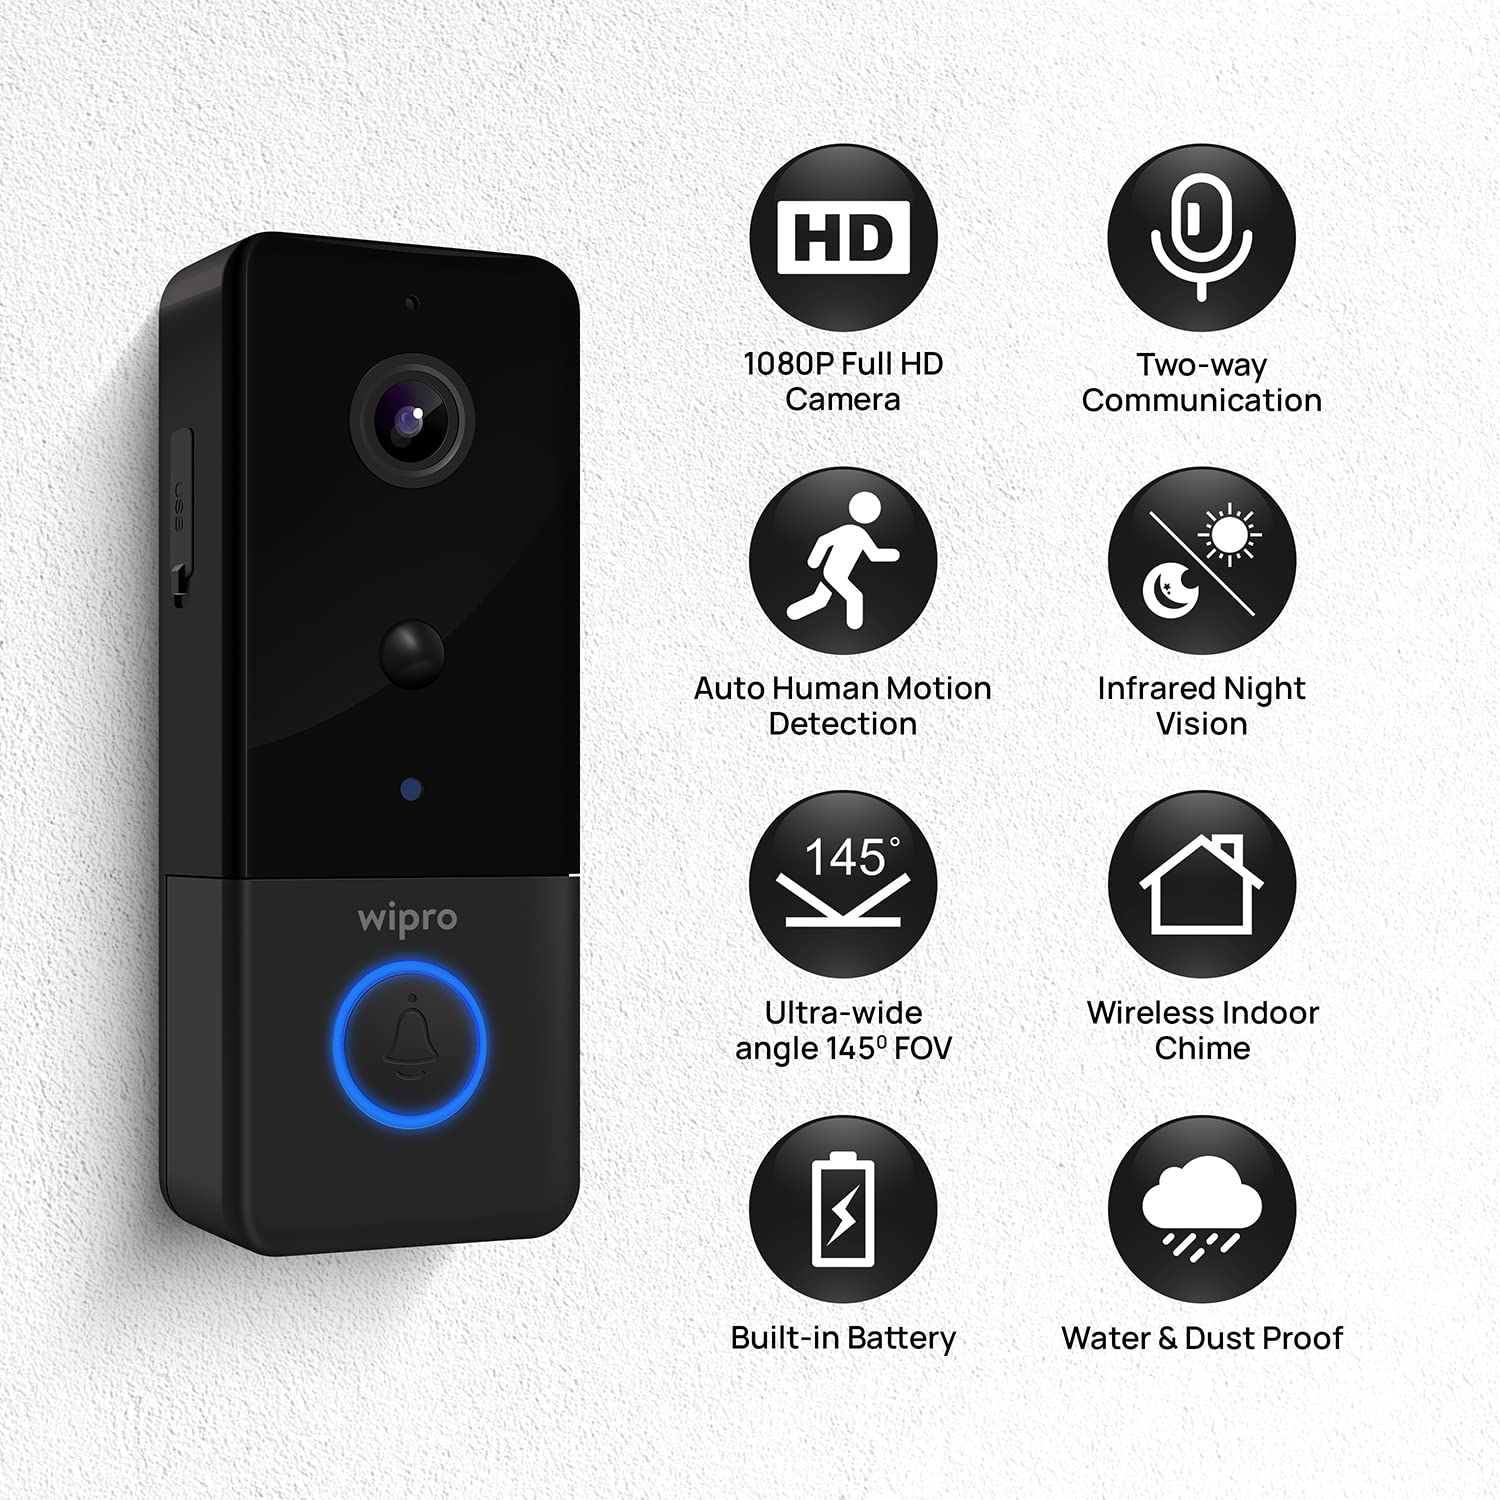 USB
wipro
HD
1080P Full HD
Camera
Two-way
Communication
Auto Human Motion
Detection
Infrared Night
Vision
145°
Ultra-wide
angle 145⁰ FOV
Wireless Indoor
Chime
Built-in Battery
Water & Dust Proof